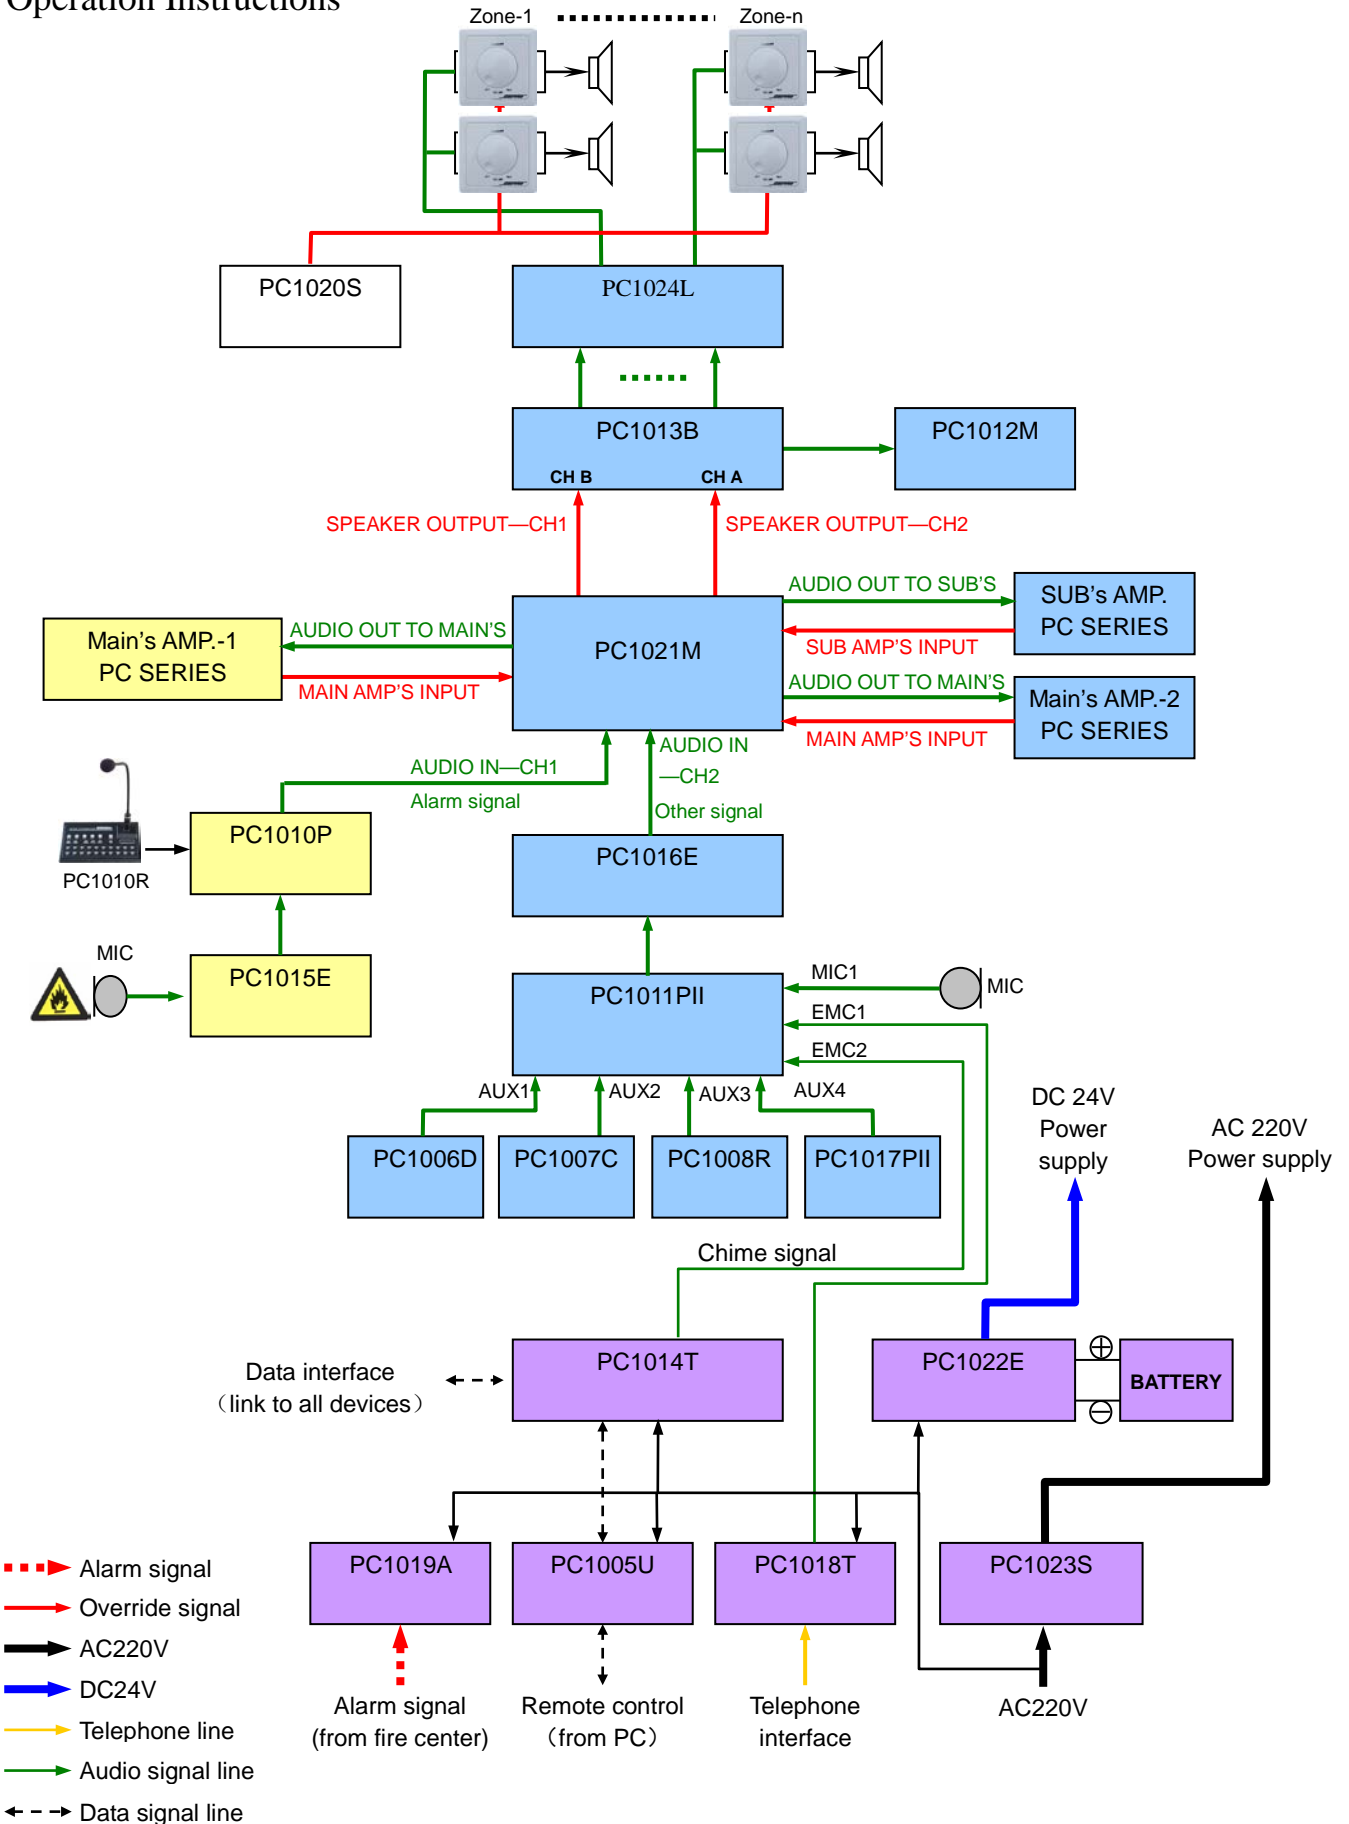 Operation Instructions
Zone-1
Zone-n
PC1020S
PC1024L
PC1013B
CH B
CH A
PC1012M
SPEAKER OUTPUT—CH1
SPEAKER OUTPUT—CH2
AUDIO OUT TO SUB'S
SUB's AMP.
PC SERIES
SUB AMP'S INPUT
Main's AMP.-1
PC SERIES
AUDIO OUT TO MAIN'S
MAIN AMP'S INPUT
PC1021M
AUDIO OUT TO MAIN'S
Main's AMP.-2
PC SERIES
MAIN AMP'S INPUT
AUDIO IN—CH1
Alarm signal
AUDIO IN
—CH2
Other signal
PC1010R
PC1010P
PC1016E
MIC
PC1015E
PC1011PII
MIC1
MIC
EMC1
EMC2
AUX1
AUX2
AUX3
AUX4
PC1006D
PC1007C
PC1008R
PC1017PII
DC 24V
Power
supply
AC 220V
Power supply
Chime signal
Data interface
（link to all devices）
PC1014T
PC1022E
BATTERY
PC1019A
PC1005U
PC1018T
PC1023S
Alarm signal
(from fire center)
Remote control
（from PC）
Telephone
interface
AC220V
Alarm signal
Override signal
AC220V
DC24V
Telephone line
Audio signal line
Data signal line